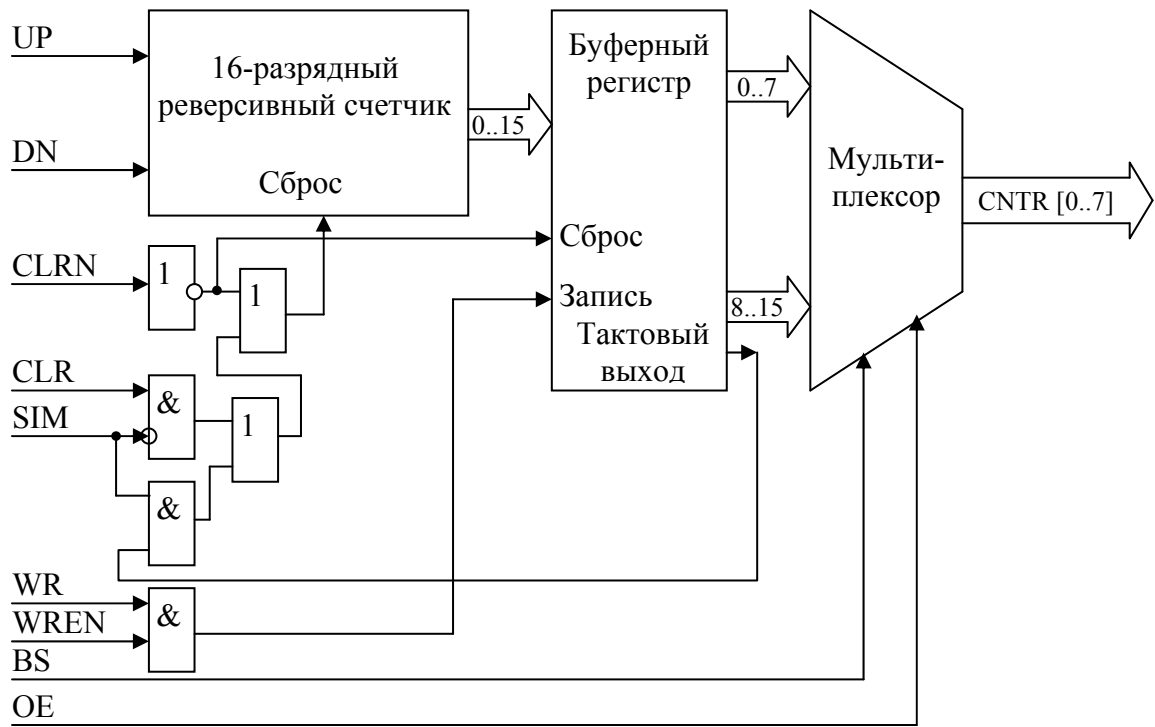 UP
16-разрядный
реверсивный счетчик
DN
Сброс
0..15
Буферный
регистр
0..7
Мульти-
плексор
CNTR [0..7]
CLRN
1
1
Сброс
Запись
8..15
Тактовый
выход
CLR
&
SIM
1
&
WR
&
WREN
BS
OE